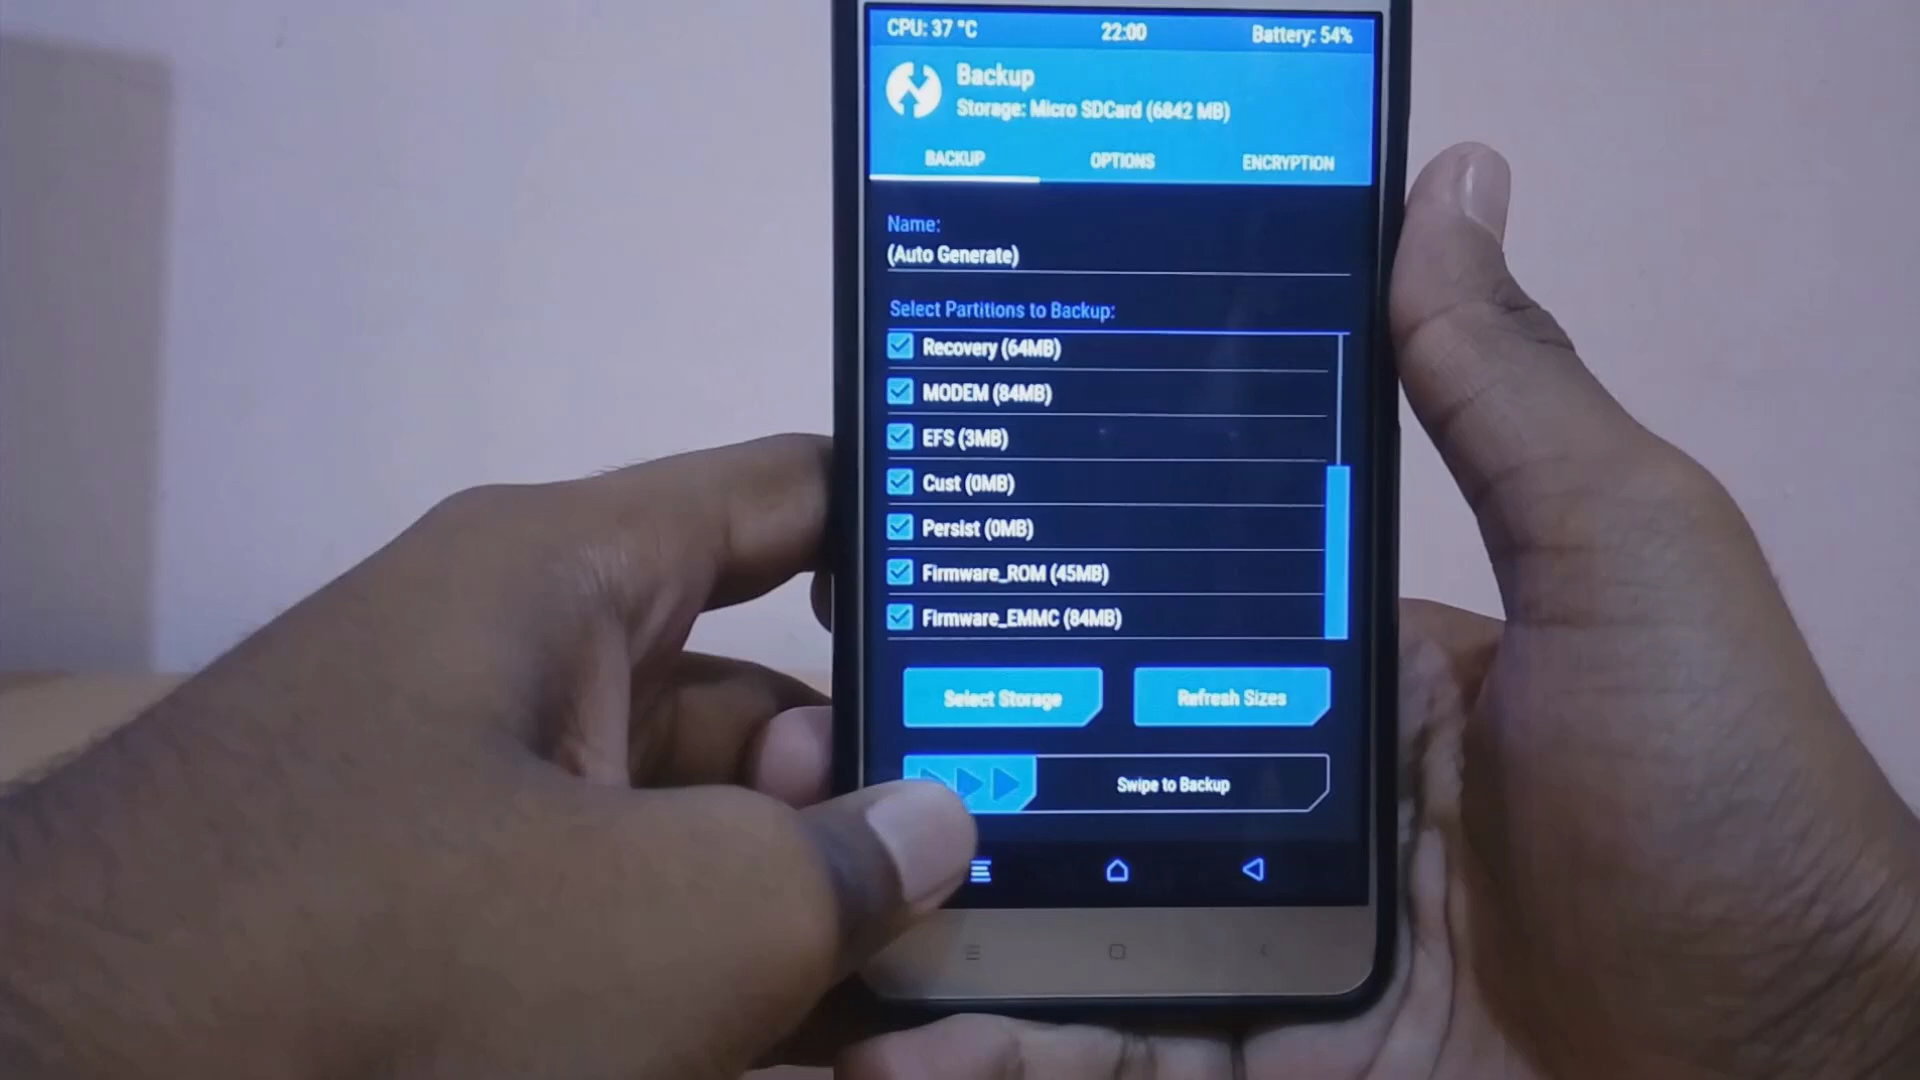 CPU: 37 °C 22:00 Battery: 54%
Backup
Storage: Micro SDCard (6842 MB)
BACKUP OPTIONS ENCRYPTION
Name:
(Auto Generate)
Select Partitions to Backup:
Recovery (64MB)
MODEM (84MB)
EFS (3MB)
Cust (0MB)
Persist (0MB)
Firmware_ROM (45MB)
Firmware_EMMC (84MB)
Select Storage Refresh Sizes
Swipe to Backup